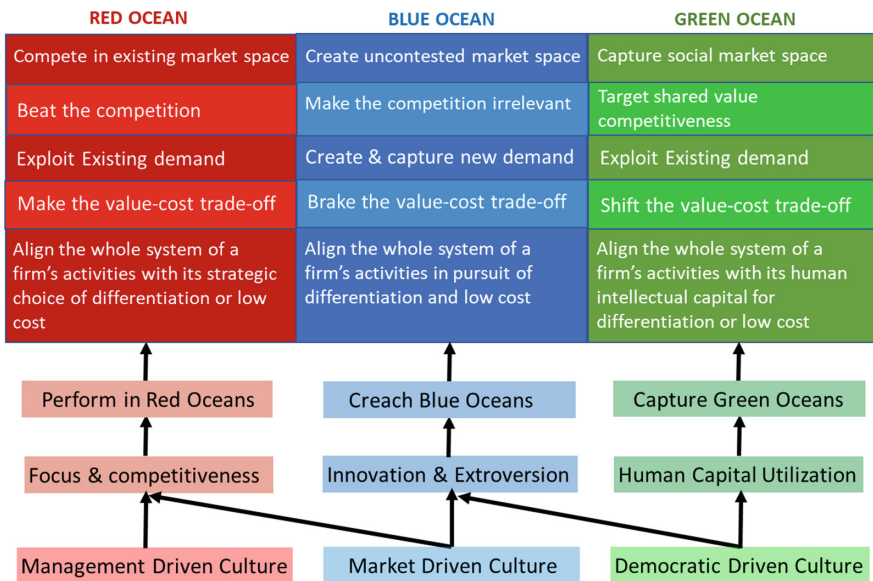 RED OCEAN
BLUE OCEAN
GREEN OCEAN
Compete in existing market space
Create uncontested market space
Capture social market space
Beat the competition
Make the competition irrelevant
Target shared value
competitiveness
Exploit Existing demand
Create & capture new demand
Exploit Existing demand
Make the value-cost trade-off
Brake the value-cost trade-off
Shift the value-cost trade-off
Align the whole system of a
firm's activities with its strategic
choice of differentiation or low
cost
Align the whole system of a
firm's activities in pursuit of
differentiation and low cost
Align the whole system of a
firm's activities with its human
intellectual capital for
differentiation or low cost
Perform in Red Oceans
Creach Blue Oceans
Capture Green Oceans
Focus & competitiveness
Innovation & Extroversion
Human Capital Utilization
Management Driven Culture
Market Driven Culture
Democratic Driven Culture